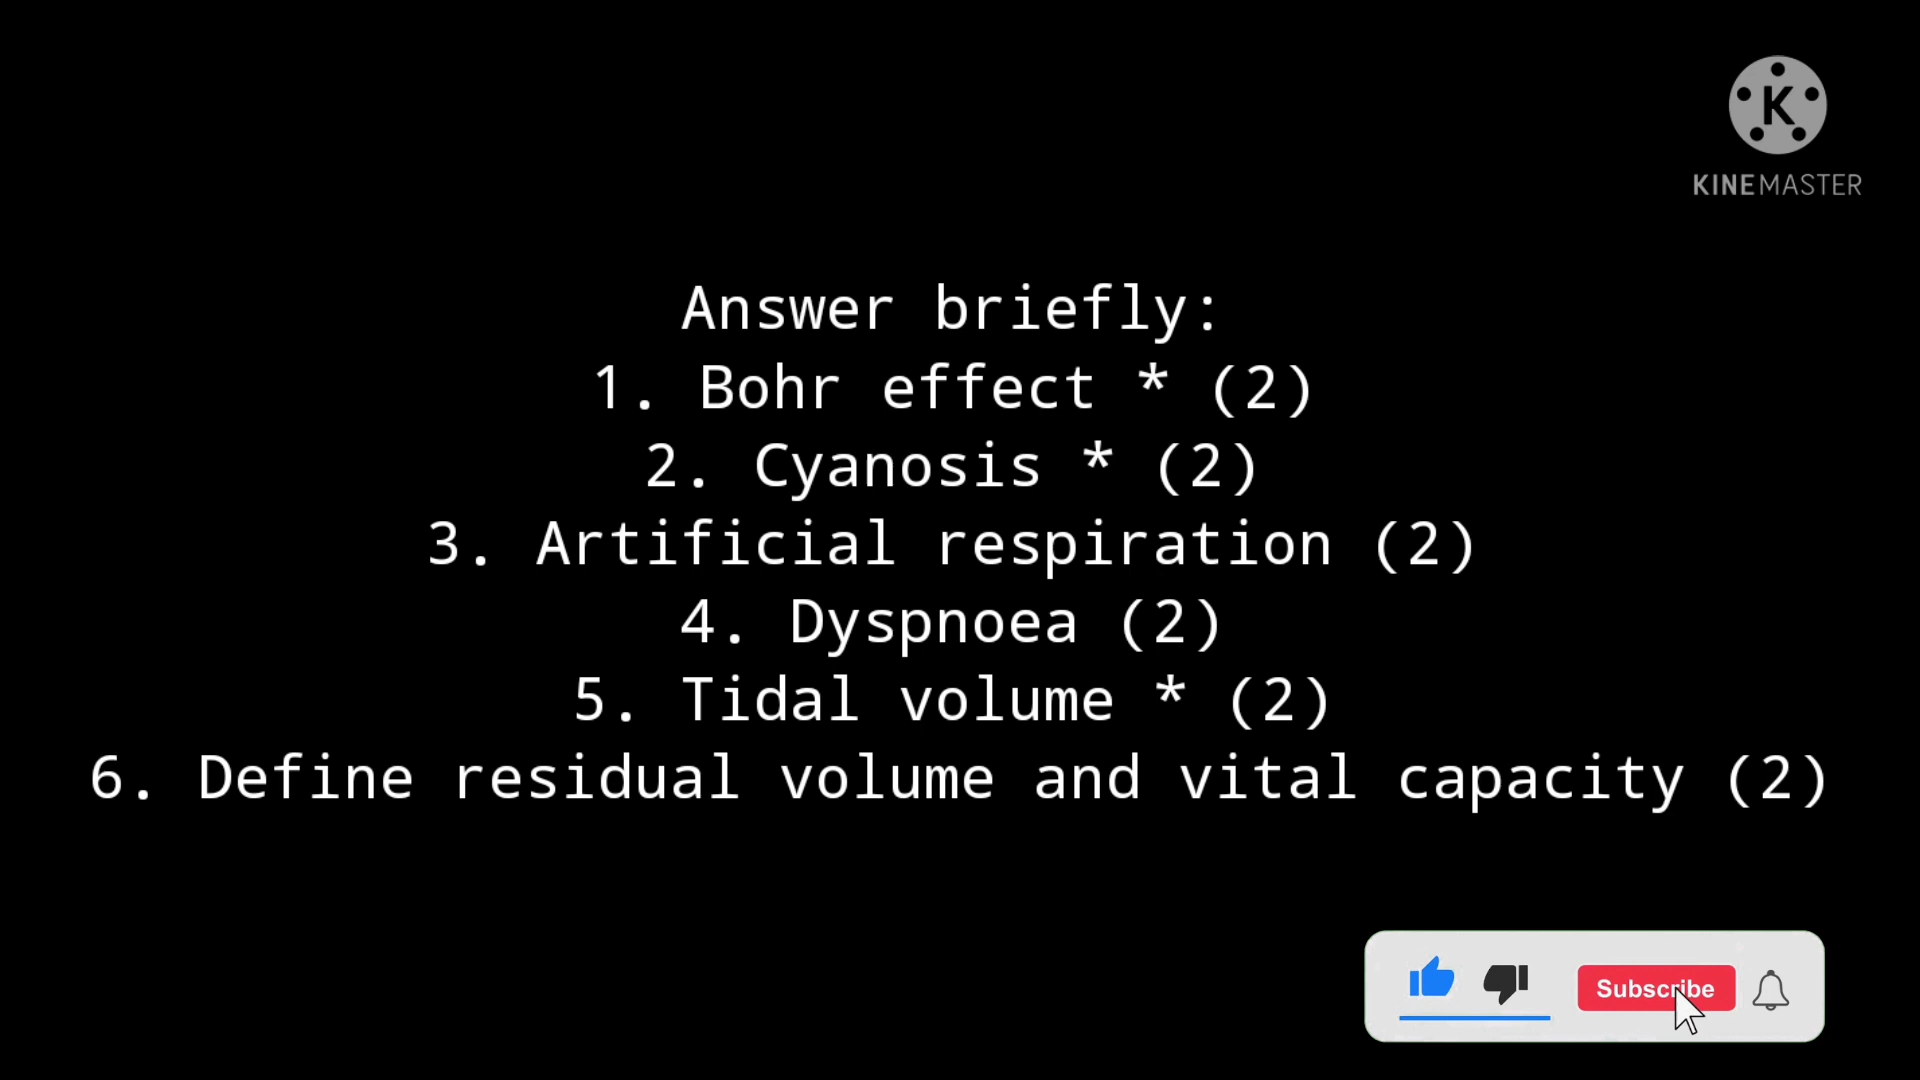 K
KINEMASTER
Answer briefly:
1. Bohr effect * (2)
2. Cyanosis * (2)
3. Artificial respiration (2)
4. Dyspnoea (2)
5. Tidal volume * (2)
6. Define residual volume and vital capacity (2)
Subscribe